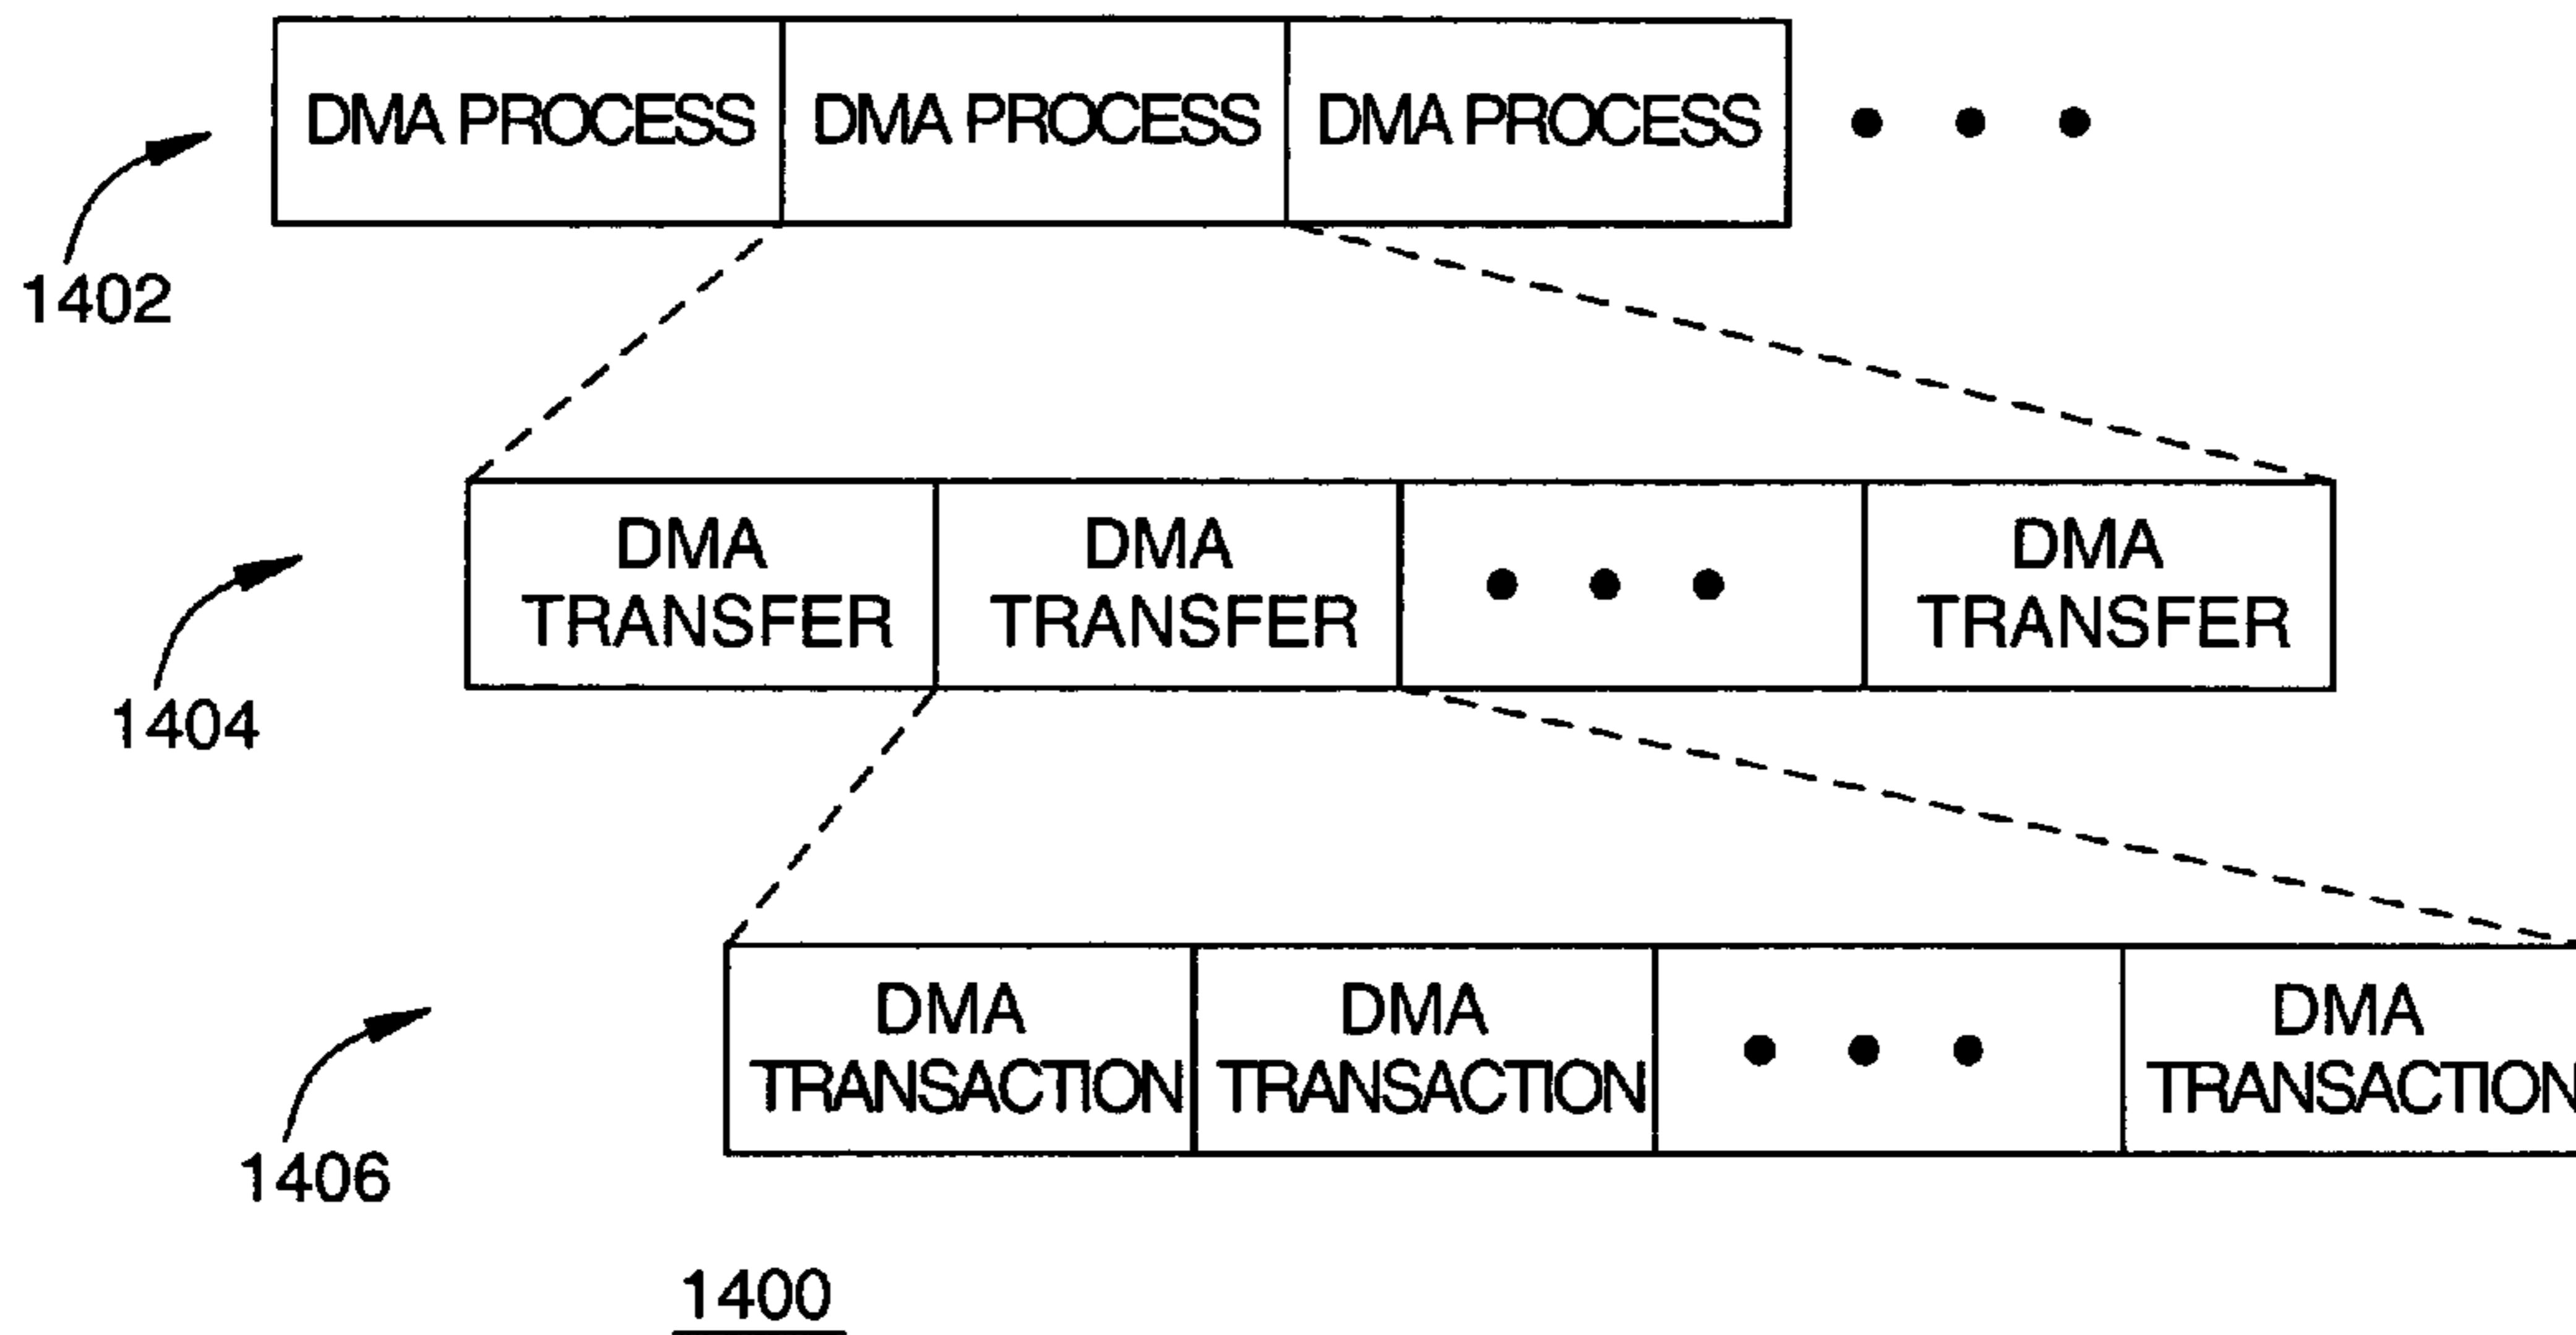 DMA PROCESS DMA PROCESS DMA PROCESS • • •
1402
DMA TRANSFER
DMA TRANSFER
• • •
DMA TRANSFER
1404
DMA TRANSACTION
DMA TRANSACTION
• • •
DMA TRANSACTION
1406
1400